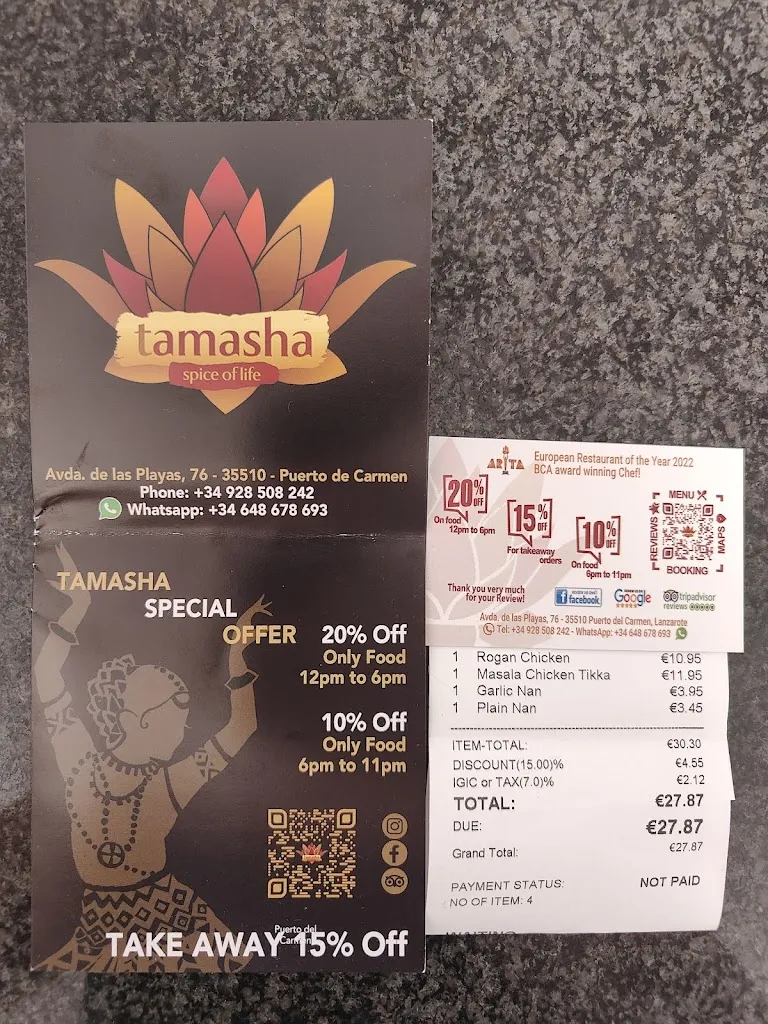 tamasha
spice of life
Avda. de las Playas, 76 - 35510 - Puerto de Carmen
Phone: +34 928 508 242
Whatsapp: +34 648 678 693
TAMASHA
SPECIAL
OFFER
20% Off
Only Food
12pm to 6pm
10% Off
Only Food
6pm to 11pm
Puerto del
Carmen
TAKE AWAY 15% Off
ARTA
European Restaurant of the Year 2022
BCA award winning Chef!
20% OFF
On food
12pm to 6pm
15% OFF
For takeaway
orders
10% OFF
On food
6pm to 11pm
MENU
REVIEWS
MAPS
BOOKING
Thank you very much
for your Review!
facebook
Google
tripadvisor
reviews
Avda. de las Playas, 76 - 35510 Puerto del Carmen, Lanzarote
Tel: +34 928 508 242 - WhatsApp: +34 648 678 693
1 Rogan Chicken €10.95
1 Masala Chicken Tikka €11.95
1 Garlic Nan €3.95
1 Plain Nan €3.45
ITEM-TOTAL: €30.30
DISCOUNT(15.00)% €4.55
IGIC or TAX(7.0)% €2.12
TOTAL: €27.87
DUE: €27.87
Grand Total: €27.87
PAYMENT STATUS: NOT PAID
NO OF ITEM: 4